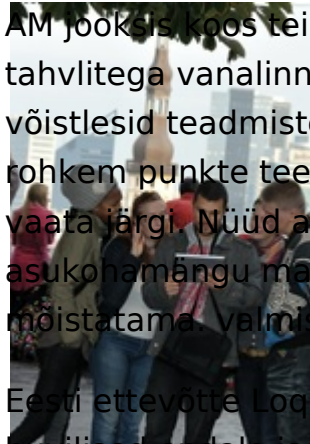 AM jooksis koos tei
tahvlitega vanalinn
võistlesid teadmiste
rohkem punkte tee
vaata järgi. Nüüd a
asukohamängu ma
mõistatama. valmis
Eesti ettevõtte Loq